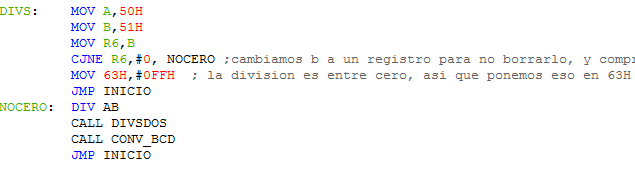 DIVS: MOV A,50H
MOV B,51H
MOV R6,B
CJNE R6,#0, NOCERO ;cambiamos b a un registro para no borrarlo, y compr
MOV 63H,#0FFH ; la division es entre cero, asi que ponemos eso en 63H
JMP INICIO
NOCERO: DIV AB
CALL DIVSDOS
CALL CONV_BCD
JMP INICIO